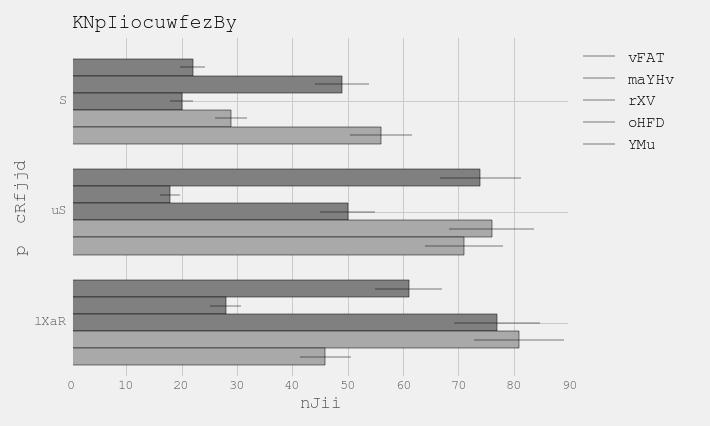 KNpIiocuwfezBy
vFAT
maYHv
rXV
oHFD
YMu
S
uS
lXaR
p cRfjjd
0 10 20 30 40 50 60 70 80 90
nJii